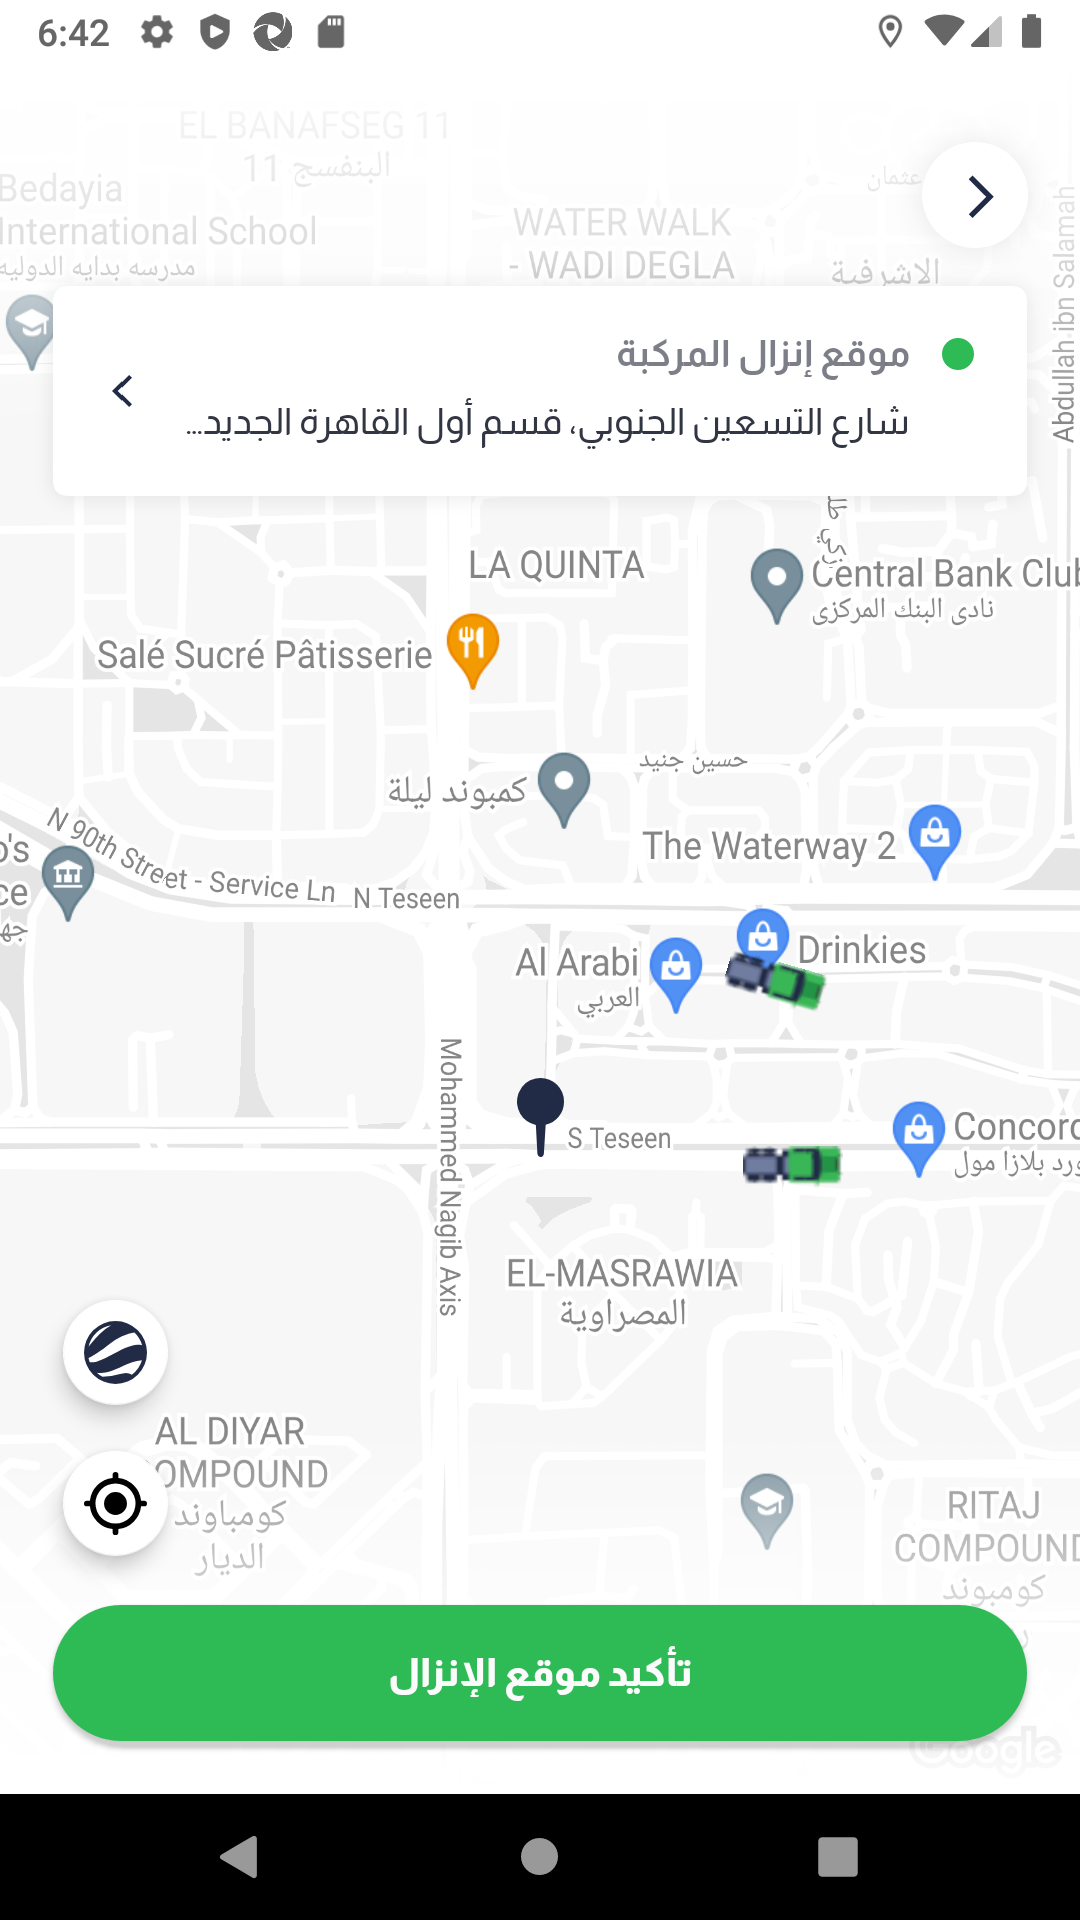 6:42
EL BANAFSEG 11
البنفسج 11
Bedayia
International School
مدرسه بدايه الدوليه
WATER WALK
- WADI DEGLA
عثمان
الاشرفية
Abdullah ibn Salamah
موقع إنزال المركبة
شارع التسعين الجنوبي، قسم أول القاهرة الجديد...
LA QUINTA
Central Bank Club
نادى البنك المركزى
Salé Sucré Pâtisserie
حسين جنيد
كمبوند ليلة
The Waterway 2
N 90th Street - Service Ln
N Teseen
Al Arabi
العربي
Drinkies
Mohammed Nagib Axis
S Teseen
Concord
ورد بلازا مول
EL-MASRAWIA
المصراوية
AL DIYAR
COMPOUND
كومباوند
الديار
RITAJ
COMPOUND
كومبوند
تأكيد موقع الإنزال
Google